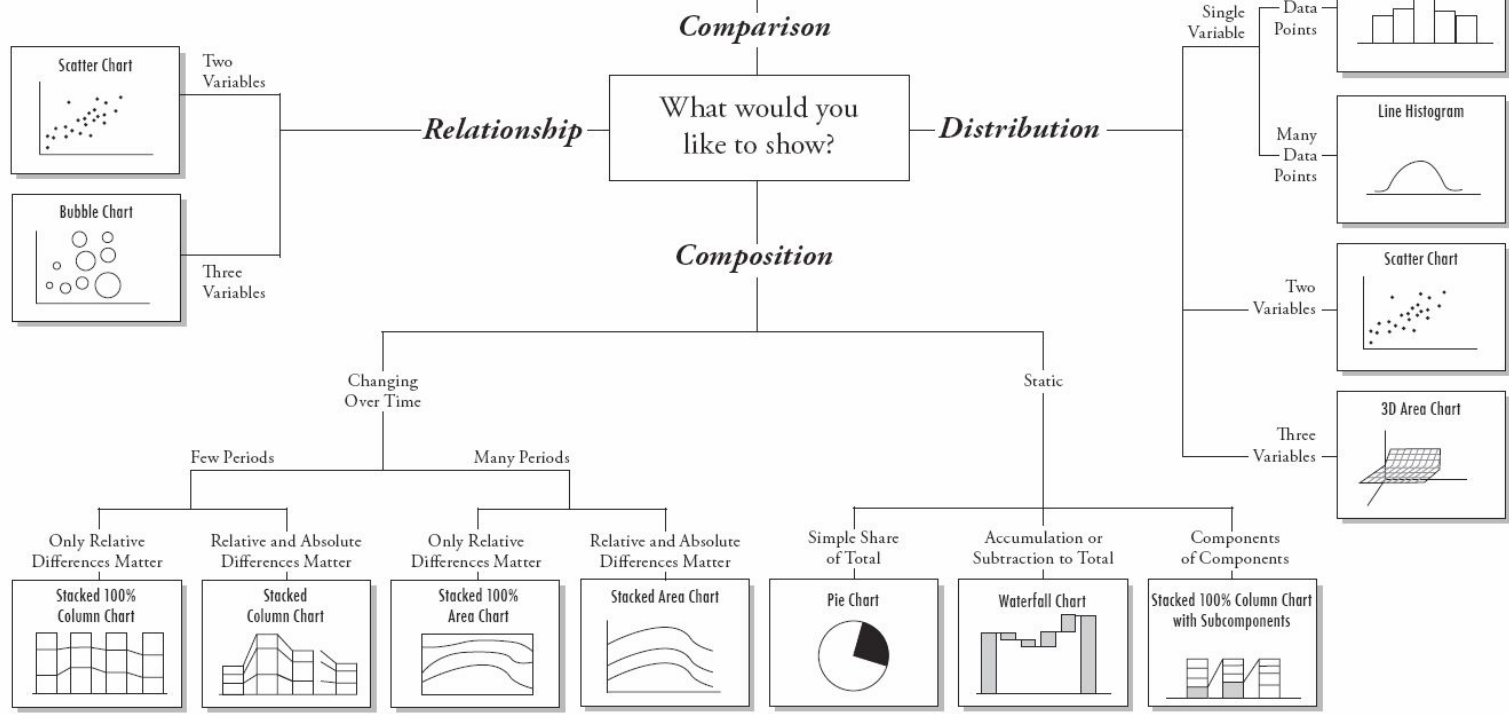 Comparison
Single
Variable
Data
Points
Scatter Chart
Two
Variables
What would you
like to show?
Relationship
Distribution
Line Histogram
Many
Data
Points
Bubble Chart
Three
Variables
Composition
Scatter Chart
Two
Variables
Changing
Over Time
Static
3D Area Chart
Three
Variables
Few Periods
Many Periods
Only Relative
Differences Matter
Relative and Absolute
Differences Matter
Only Relative
Differences Matter
Relative and Absolute
Differences Matter
Simple Share
of Total
Accumulation or
Subtraction to Total
Components
of Components
Stacked 100%
Column Chart
Stacked
Column Chart
Stacked 100%
Area Chart
Stacked Area Chart
Pie Chart
Waterfall Chart
Stacked 100% Column Chart
with Subcomponents